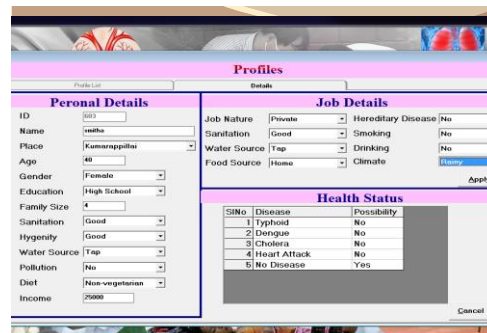 Profiles
Profile List
Details
Peronal Details
ID 603
Name smitha
Place Kumarappillai
Age 40
Gender Female
Education High School
Family Size 4
Sanitation Good
Hygenity Good
Water Source Tap
Pollution No
Diet Non-vegetarian
Income 25000
Job Details
Job Nature Private Hereditary Disease No
Sanitation Good Smoking No
Water Source Tap Drinking No
Food Source Home Climate Rainy
Apply
Health Status
SlNo Disease Possibility
1 Typhoid No
2 Dengue No
3 Cholera No
4 Heart Attack No
5 No Disease Yes
Cancel